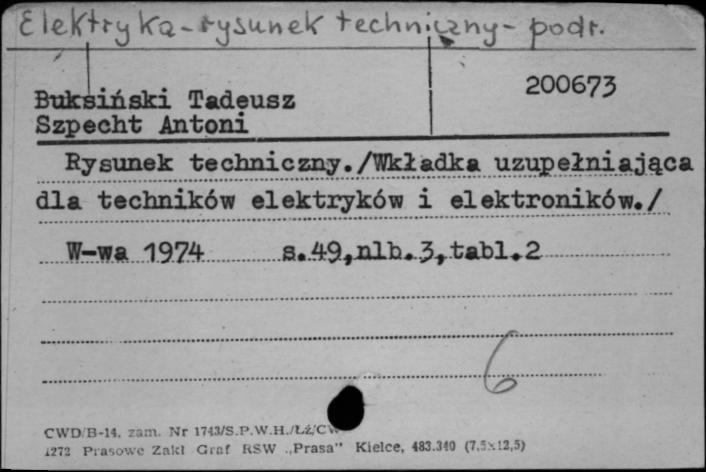 Elektryka-rysunek techniczny- podr.
200673
Buksiński Tadeusz
Szpecht Antoni
Rysunek techniczny./Wkładka uzupełniająca
dla techników elektryków i elektroników./
W-wa 1974 s.49,nlb.3,tabl.2
6
CWD/B-14. zam. Nr 1743/S.P.W.H./Łź/CW
1272 Prasowe Zakł Graf RSW „Prasa" Kielce, 483.340 (7,5x12,5)